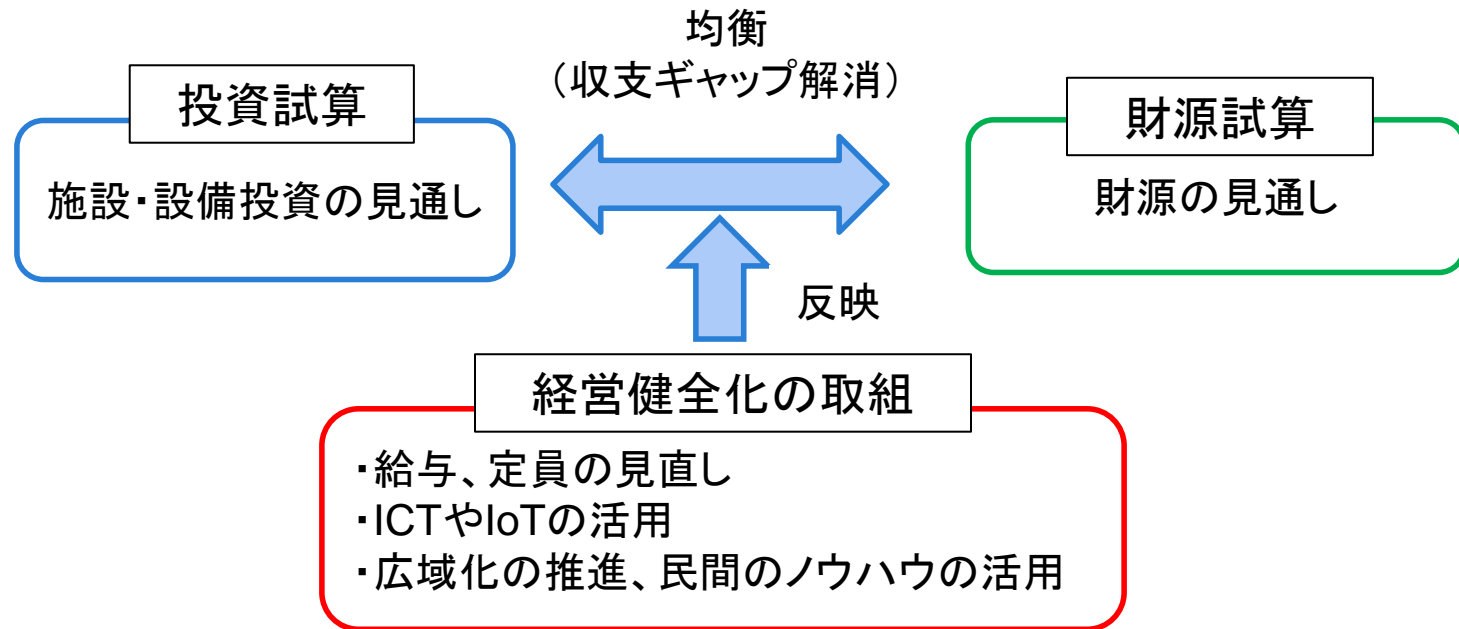 均衡
（収支ギャップ解消）
投資試算
施設・設備投資の見通し
財源試算
財源の見通し
反映
経営健全化の取組
・給与、定員の見直し
・ICTやIoTの活用
・広域化の推進、民間のノウハウの活用